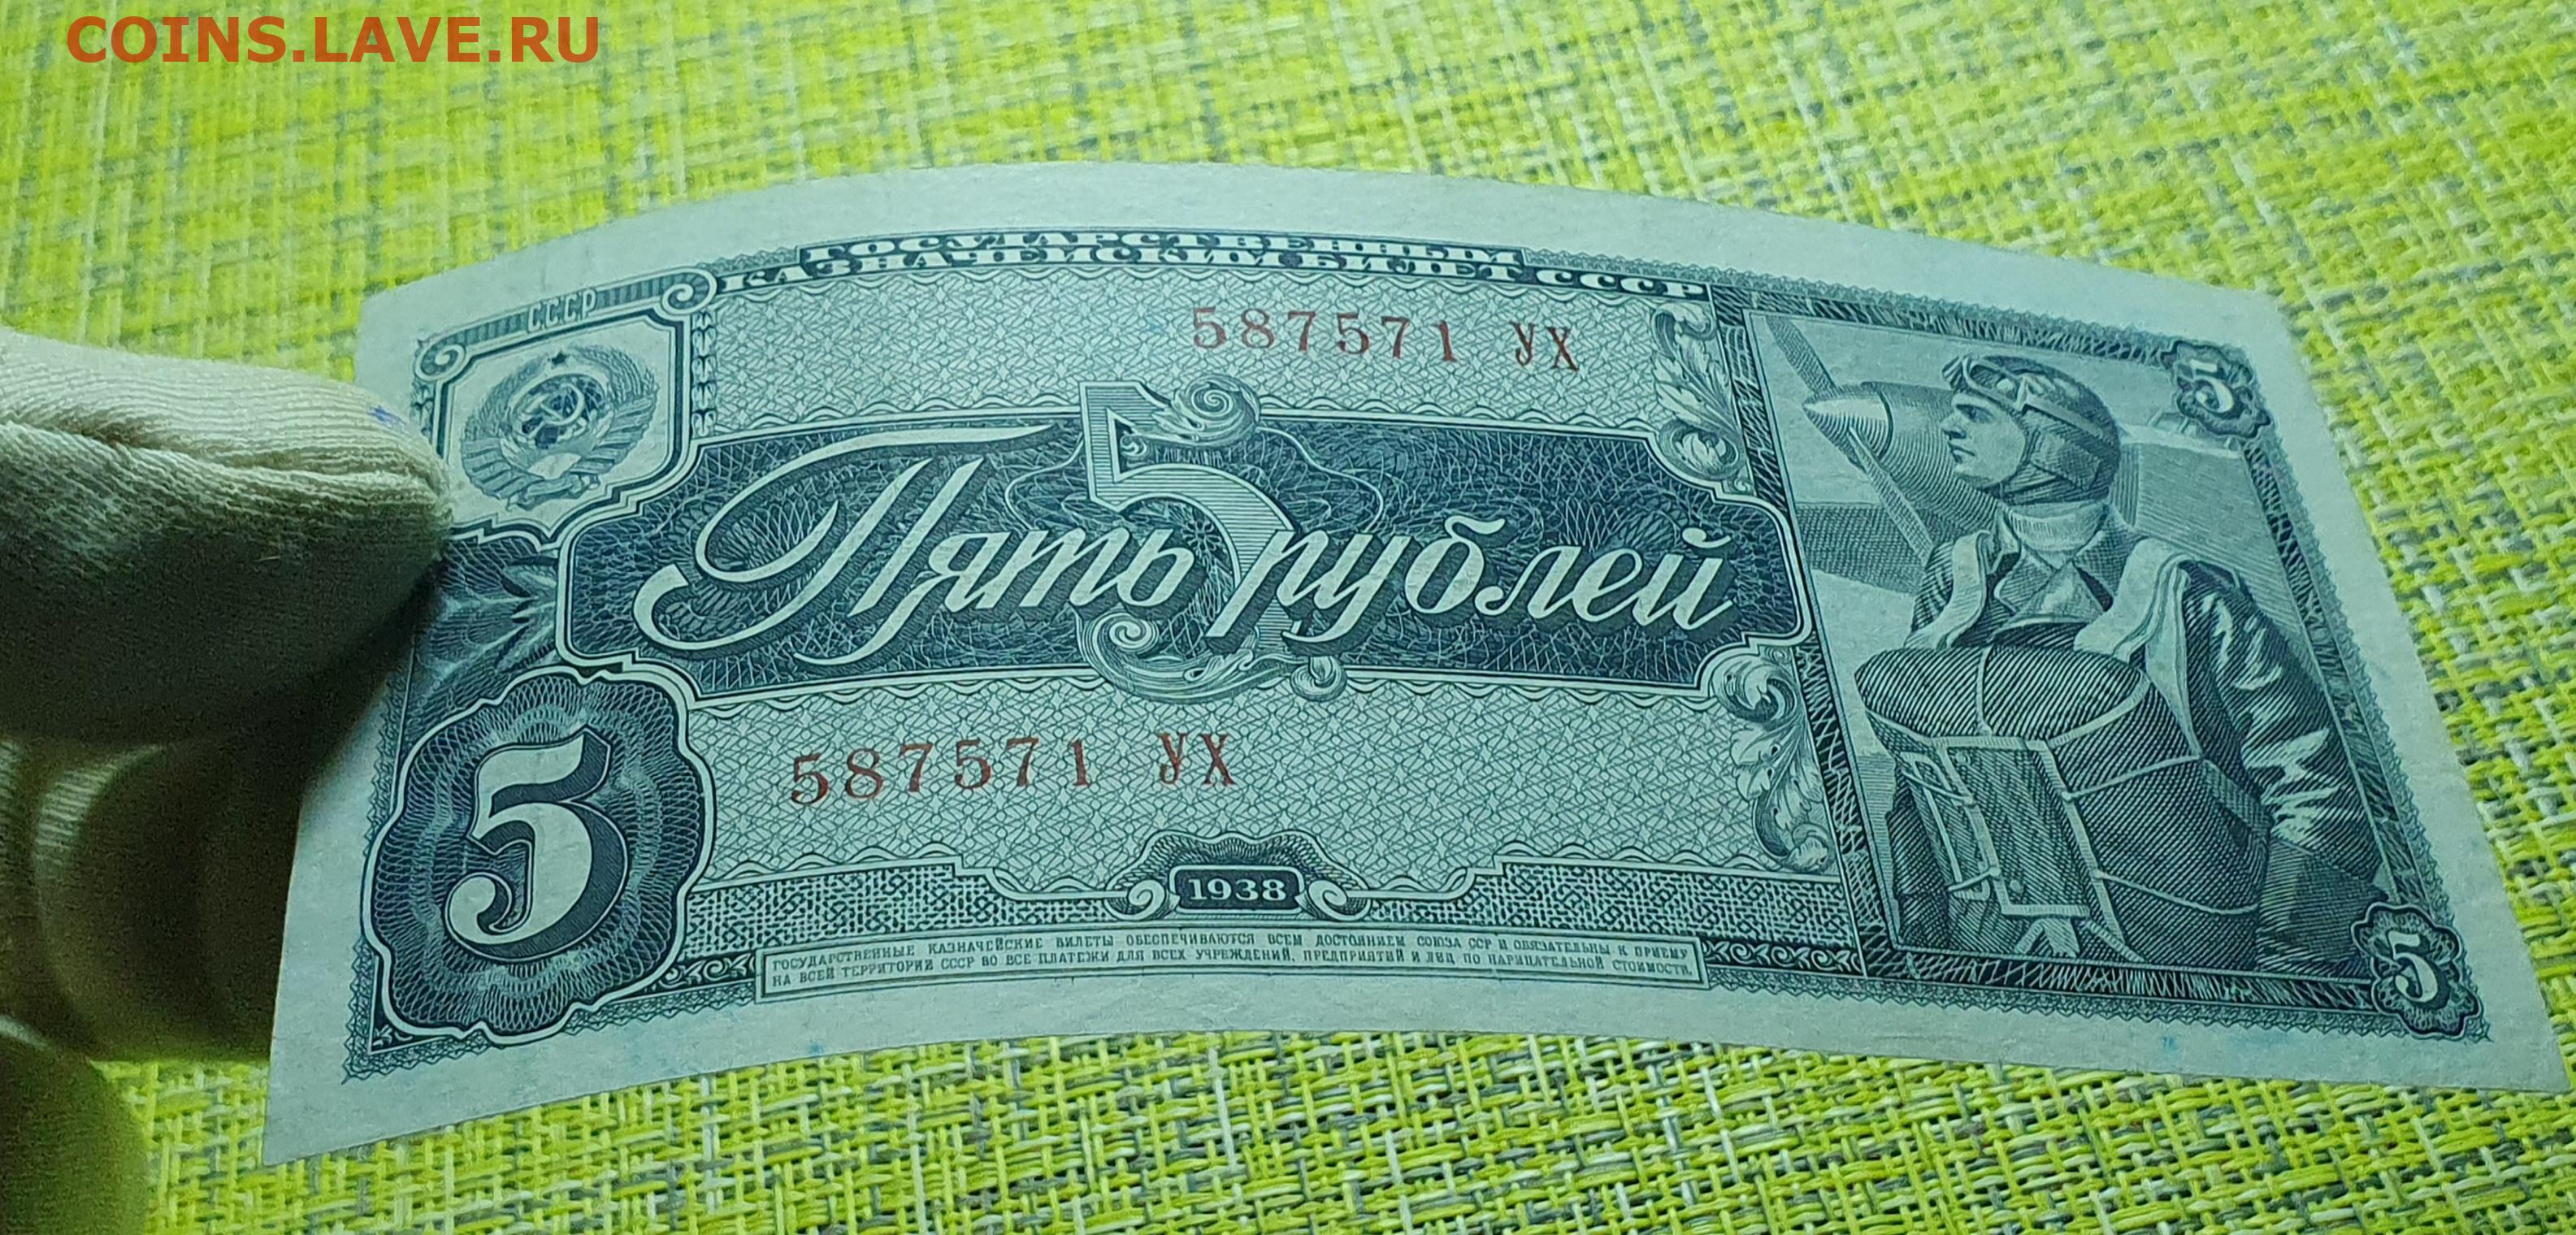 COINS.LAVE.RU
ГОСУДАРСТВЕННЫЙ
КАЗНАЧЕЙСКИЙ БИЛЕТ СССР
СССР
587571 УХ
5
5
Пять рублей
587571 УХ
5
1938
ГОСУДАРСТВЕННЫЕ КАЗНАЧЕЙСКИЕ БИЛЕТЫ ОБЕСПЕЧИВАЮТСЯ ВСЕМ ДОСТОЯНИЕМ СОЮЗА ССР И ОБЯЗАТЕЛЬНЫ К ПРИЕМУ
НА ВСЕЙ ТЕРРИТОРИИ СССР ВО ВСЕ ПЛАТЕЖИ ДЛЯ ВСЕХ УЧРЕЖДЕНИЙ, ПРЕДПРИЯТИЙ И ЛИЦ ПО НАРИЦАТЕЛЬНОЙ СТОИМОСТИ.
5